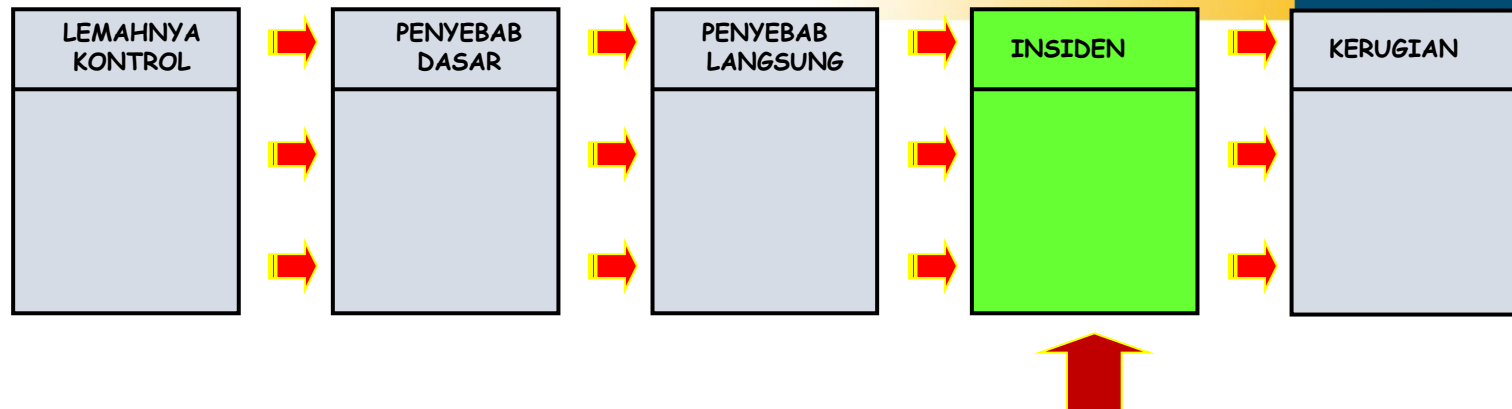 LEMAHNYA
KONTROL
PENYEBAB
DASAR
PENYEBAB
LANGSUNG
INSIDEN
KERUGIAN